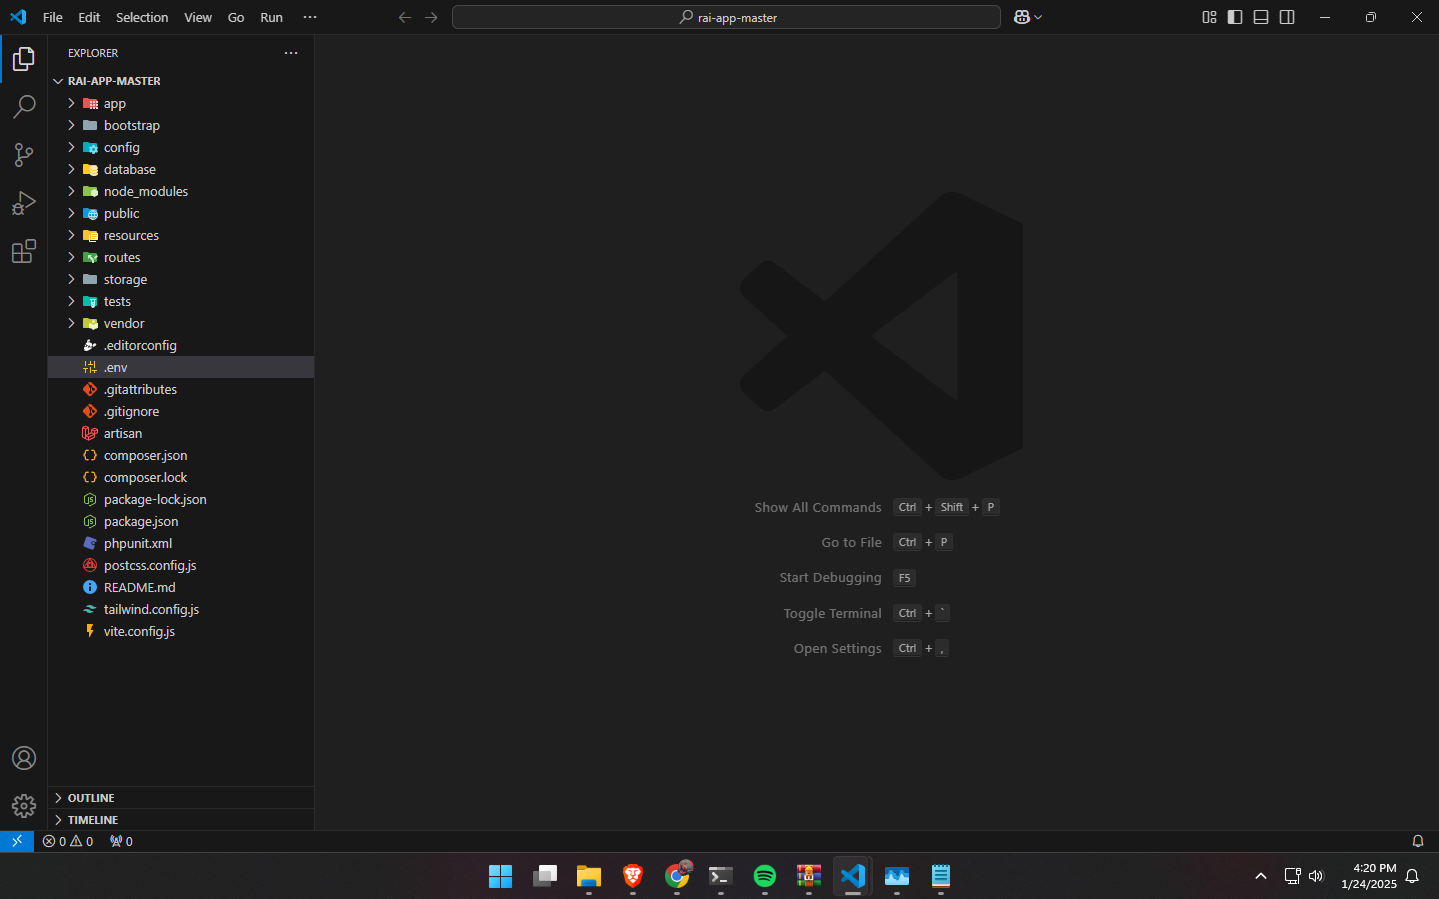 File Edit Selection View Go Run ···
rai-app-master
EXPLORER
RAI-APP-MASTER
app
bootstrap
config
database
node_modules
public
resources
routes
storage
tests
vendor
.editorconfig
.env
.gitattributes
.gitignore
artisan
composer.json
composer.lock
package-lock.json
package.json
phpunit.xml
postcss.config.js
README.md
tailwind.config.js
vite.config.js
OUTLINE
TIMELINE
Show All Commands Ctrl + Shift + P
Go to File Ctrl + P
Start Debugging F5
Toggle Terminal Ctrl + `
Open Settings Ctrl + ,
0 0 0
4:20 PM
1/24/2025